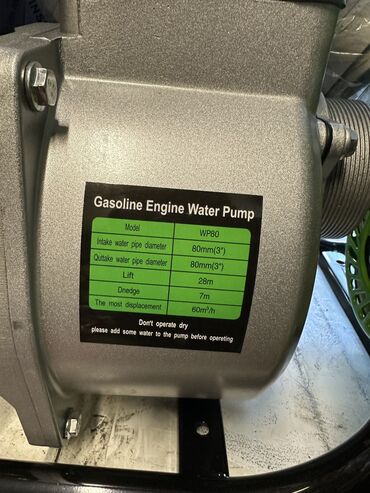 Gasoline Engine Water Pump
Model WP80
Intake water pipe diameter 80mm(3")
Outtake water pipe diameter 80mm(3")
Lift 28m
Dnedge 7m
The most displacement 60m³/h
Don't operate dry
please add some water to the pump before opereting